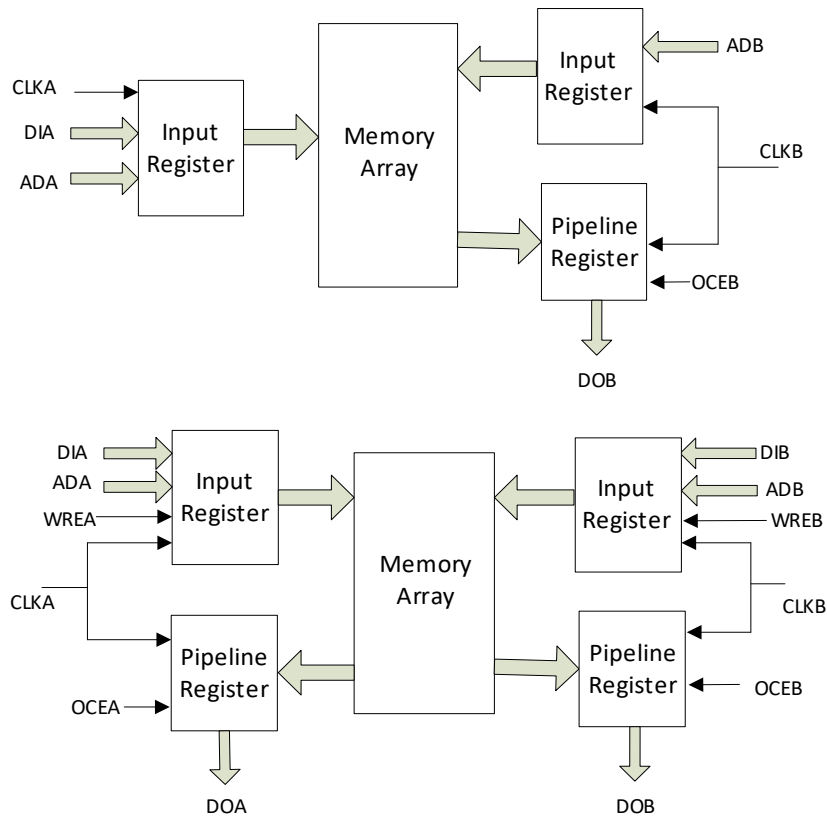 CLKA
DIA
ADA
Input
Register
Memory
Array
Input
Register
ADB
CLKB
Pipeline
Register
OCEB
DOB
DIA
ADA
WREA
CLKA
Input
Register
Pipeline
Register
OCEA
DOA
Memory
Array
Input
Register
DIB
ADB
WREB
CLKB
Pipeline
Register
OCEB
DOB